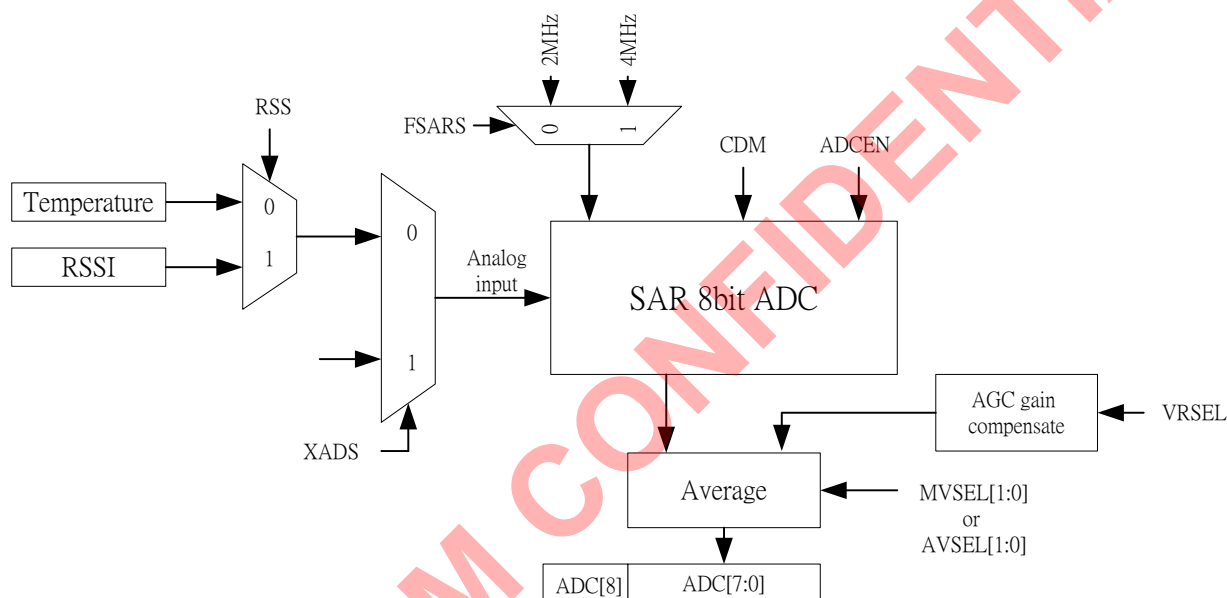 2MHz
4MHz
RSS
FSARS
0
1
CDM
ADCEN
Temperature
0
RSSI
1
0
1
Analog
input
SAR 8bit ADC
XADS
AGC gain
compensate
VRSEL
Average
MVSEL[1:0]
or
AVSEL[1:0]
ADC[8]
ADC[7:0]
M CONFIDENTI